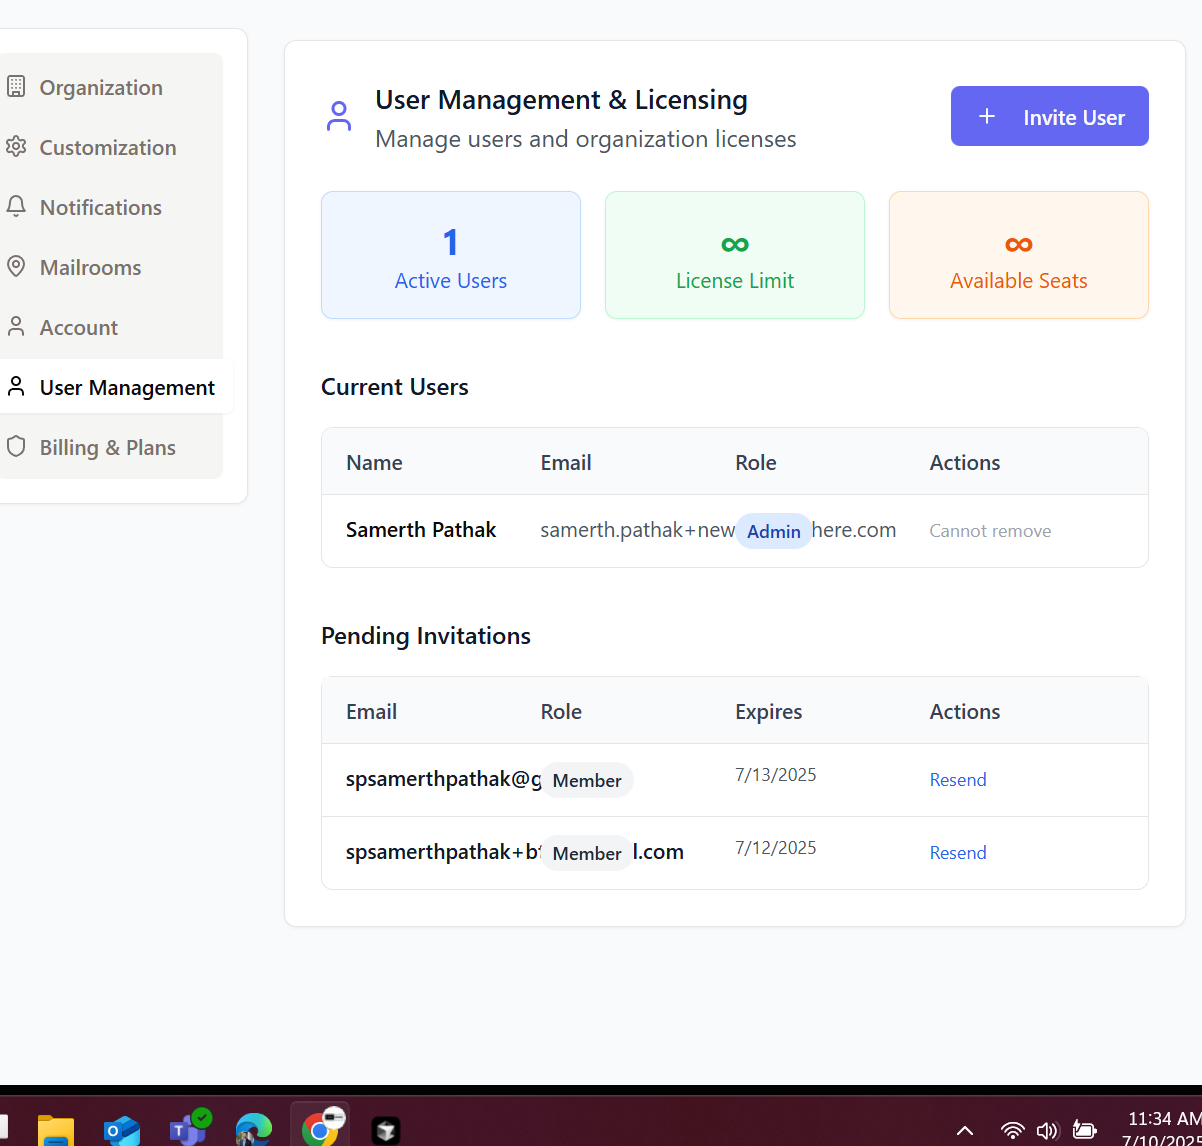 Organization
Customization
Notifications
Mailrooms
Account
User Management
Billing & Plans
User Management & Licensing
Manage users and organization licenses
+ Invite User
1
Active Users
∞
License Limit
∞
Available Seats
Current Users
Name Email Role Actions
Samerth Pathak samerth.pathak+new Admin here.com Cannot remove
Pending Invitations
Email Role Expires Actions
spsamerthpathak@g Member 7/13/2025 Resend
spsamerthpathak+b Member l.com 7/12/2025 Resend
11:34 AM
7/10/2025